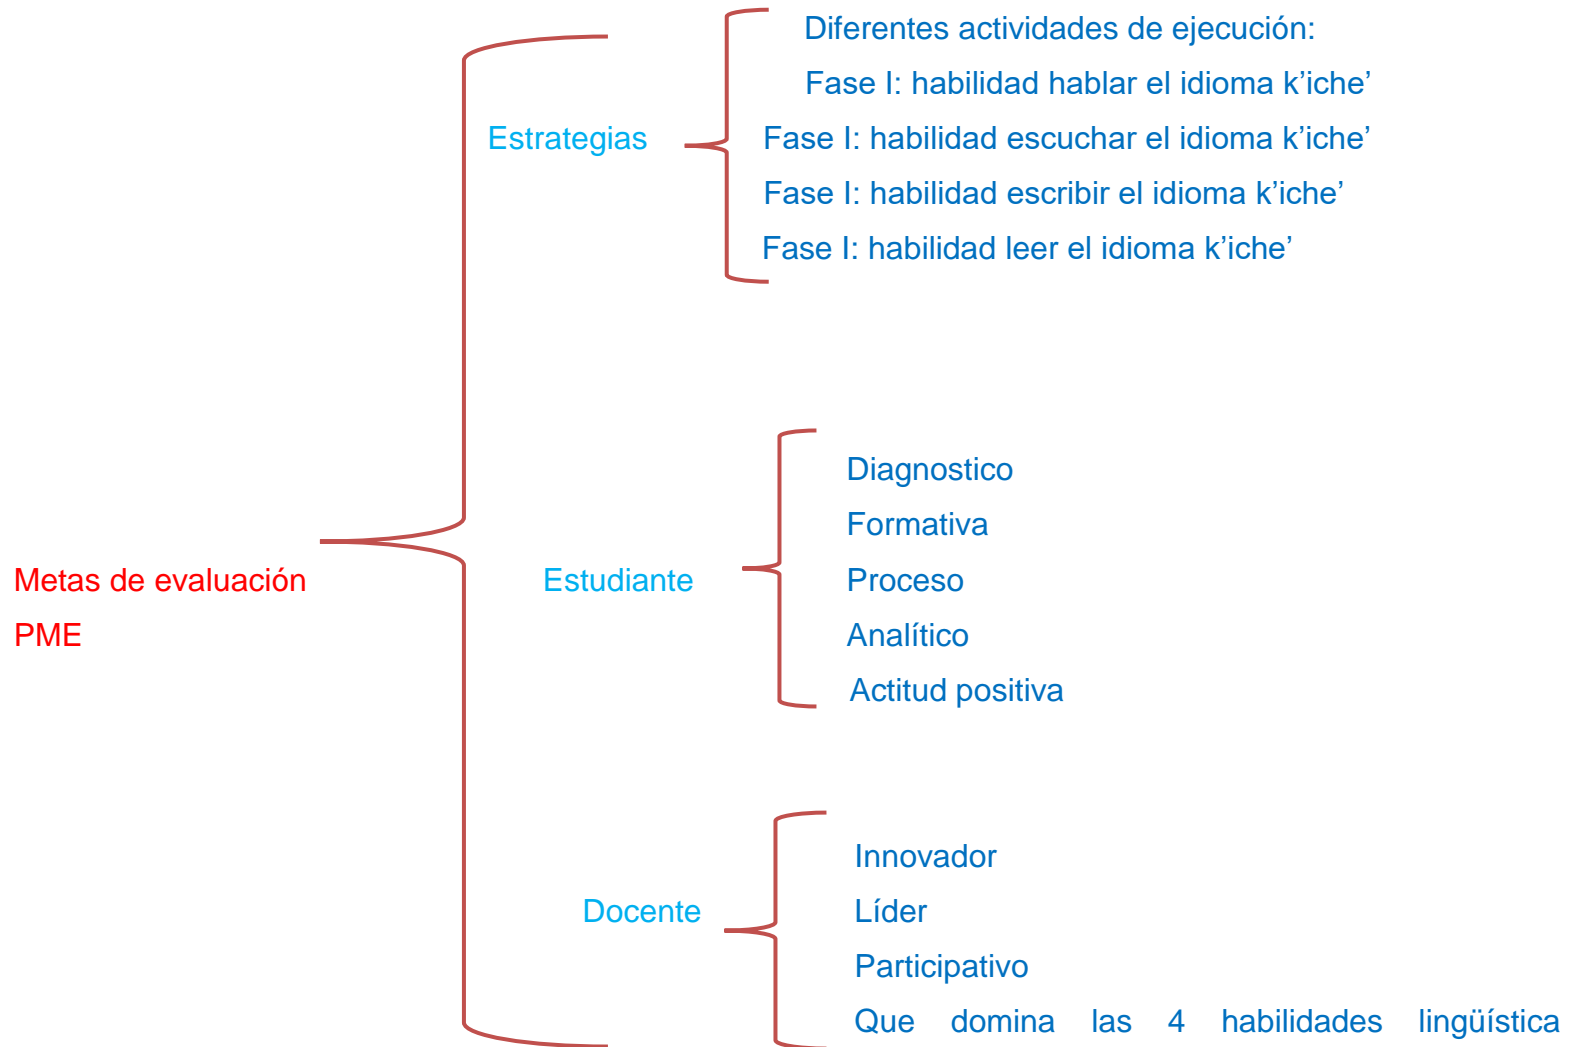 Metas de evaluación
PME
Estrategias
Diferentes actividades de ejecución:
Fase I: habilidad hablar el idioma k’iche’
Fase I: habilidad escuchar el idioma k’iche’
Fase I: habilidad escribir el idioma k’iche’
Fase I: habilidad leer el idioma k’iche’
Estudiante
Diagnostico
Formativa
Proceso
Analítico
Actitud positiva
Docente
Innovador
Líder
Participativo
Que domina las 4 habilidades lingüística